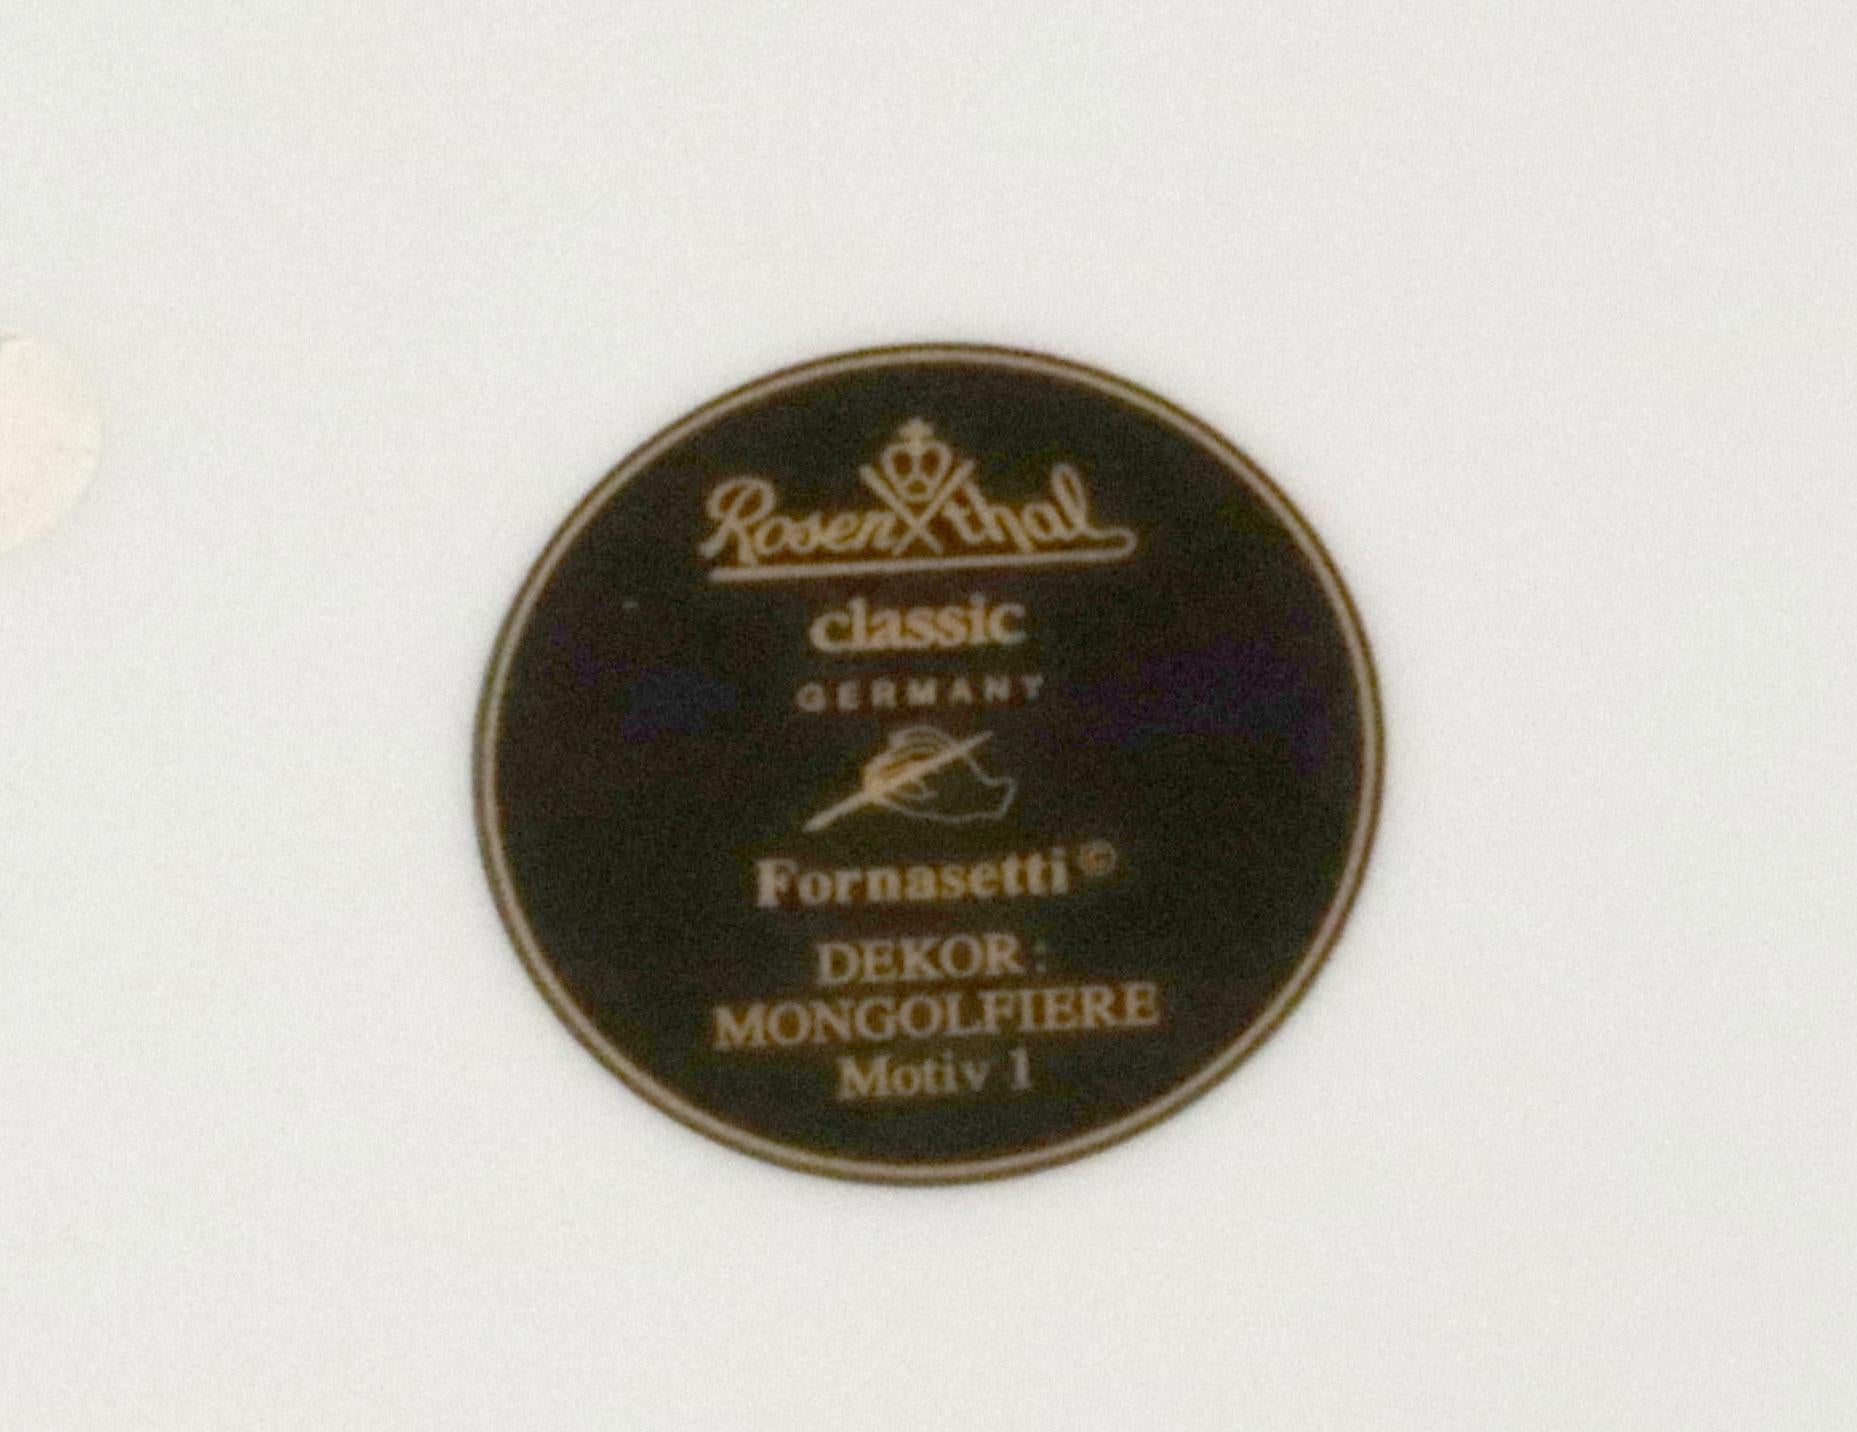 Rosenthal
classic
GERMANY
Fornasetti©
DEKOR:
MONGOLFIERE
Motiv 1